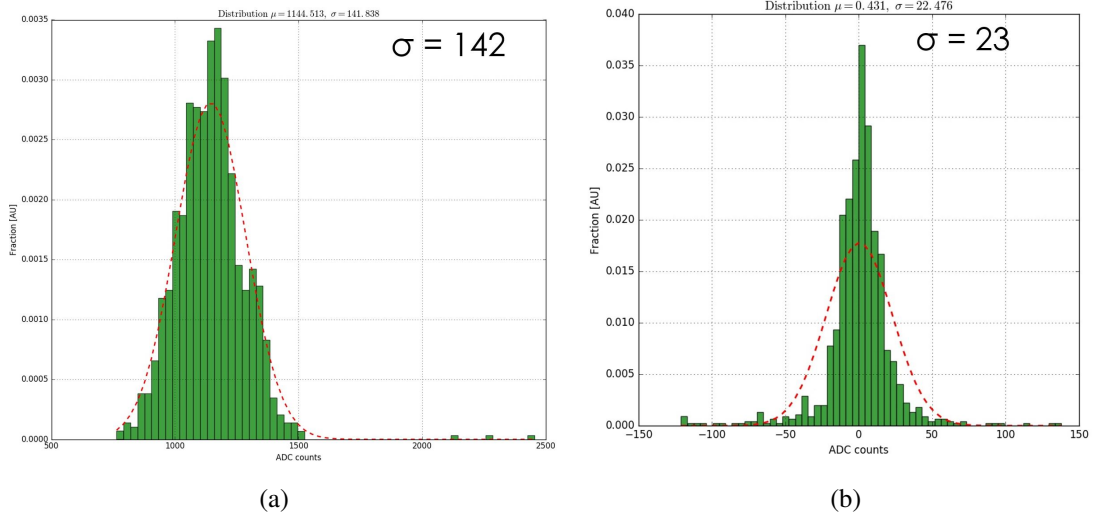 Distribution μ = 1144.513, σ = 141.838
σ = 142
0.0035
0.0030
0.0025
0.0020
0.0015
0.0010
0.0005
0.0000
Fraction [AU]
500
1000
1500
2000
2500
ADC counts
(a)
Distribution μ = 0.431, σ = 22.476
σ = 23
0.040
0.035
0.030
0.025
0.020
0.015
0.010
0.005
0.000
Fraction [AU]
−150
−100
−50
0
50
100
150
ADC counts
(b)